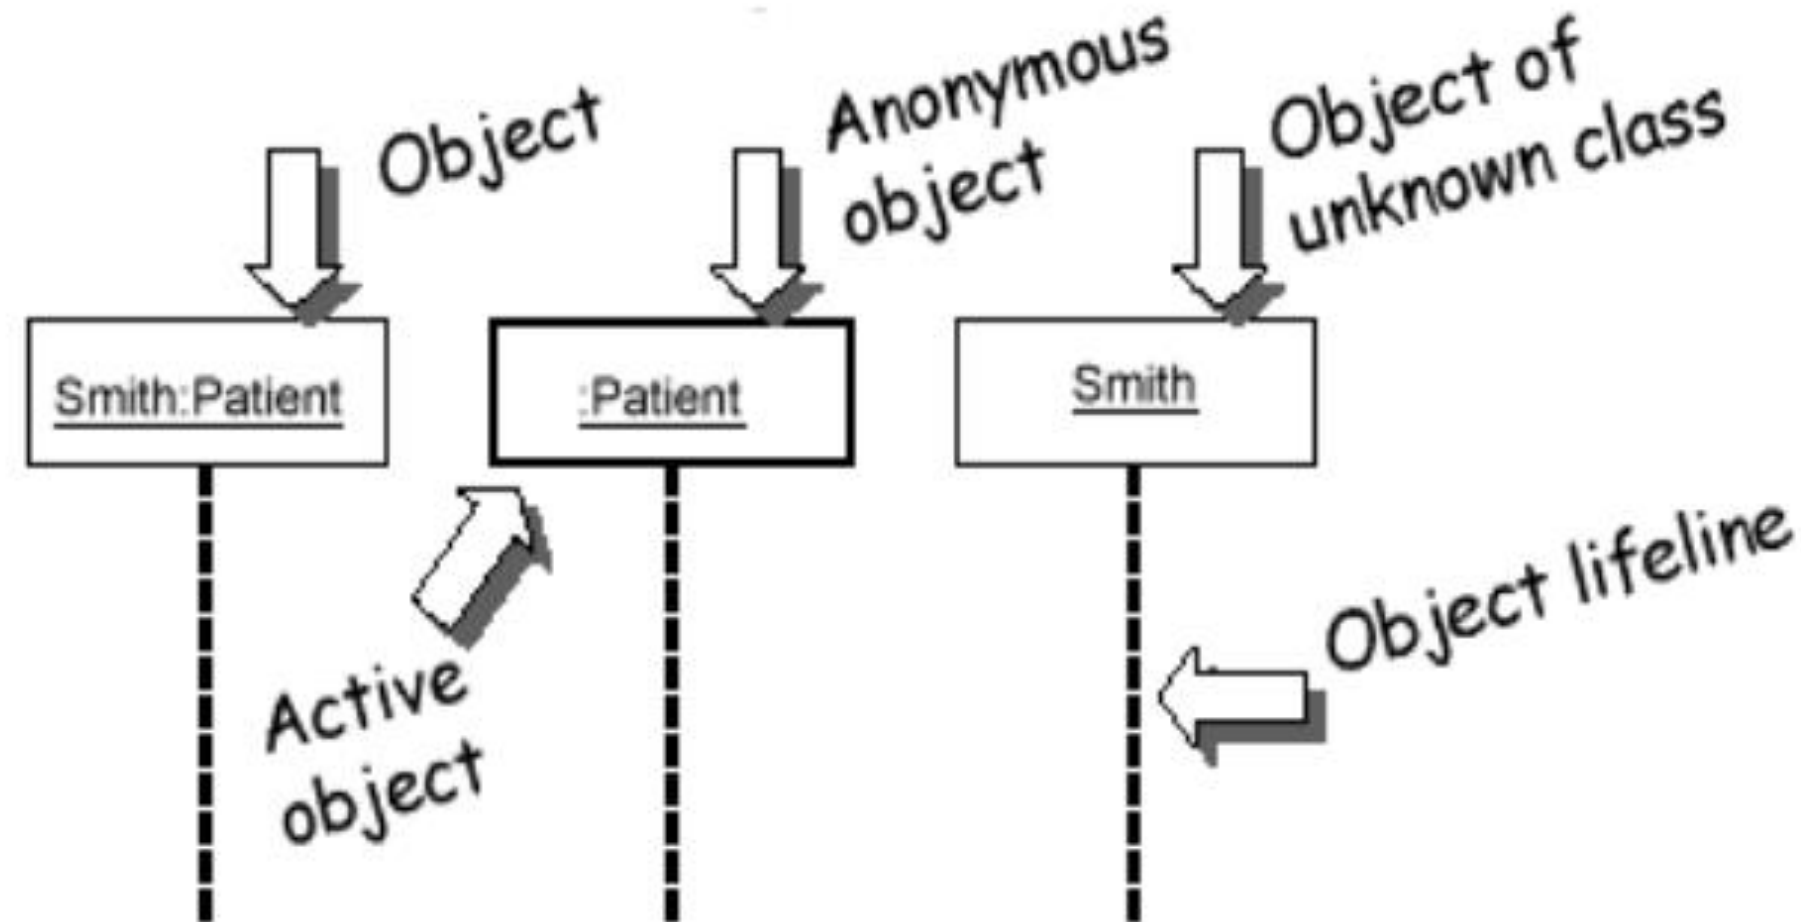 Object
Anonymous
object
Object of
unknown class
Smith:Patient
:Patient
Smith
Active
object
Object lifeline